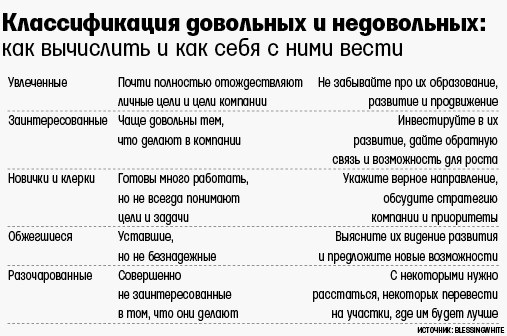 Классификация довольных и недовольных:
как вычислить и как себя с ними вести
Увлеченные Почти полностью отождествляют Не забывайте про их образование,
личные цели и цели компании развитие и продвижение
Заинтересованные Чаще довольны тем, Инвестируйте в их
что делают в компании развитие, дайте обратную
связь и возможность для роста
Новички и клерки Готовы много работать, Укажите верное направление,
но не всегда понимают обсудите стратегию
цели и задачи компании и приоритеты
Обжегшиеся Уставшие, Выясните их видение развития
но не безнадежные и предложите новые возможности
Разочарованные Совершенно С некоторыми нужно
не заинтересованные расстаться, некоторых перевести
в том, что они делают на участки, где им будет лучше
ИСТОЧНИК: BLESSINGWHITE